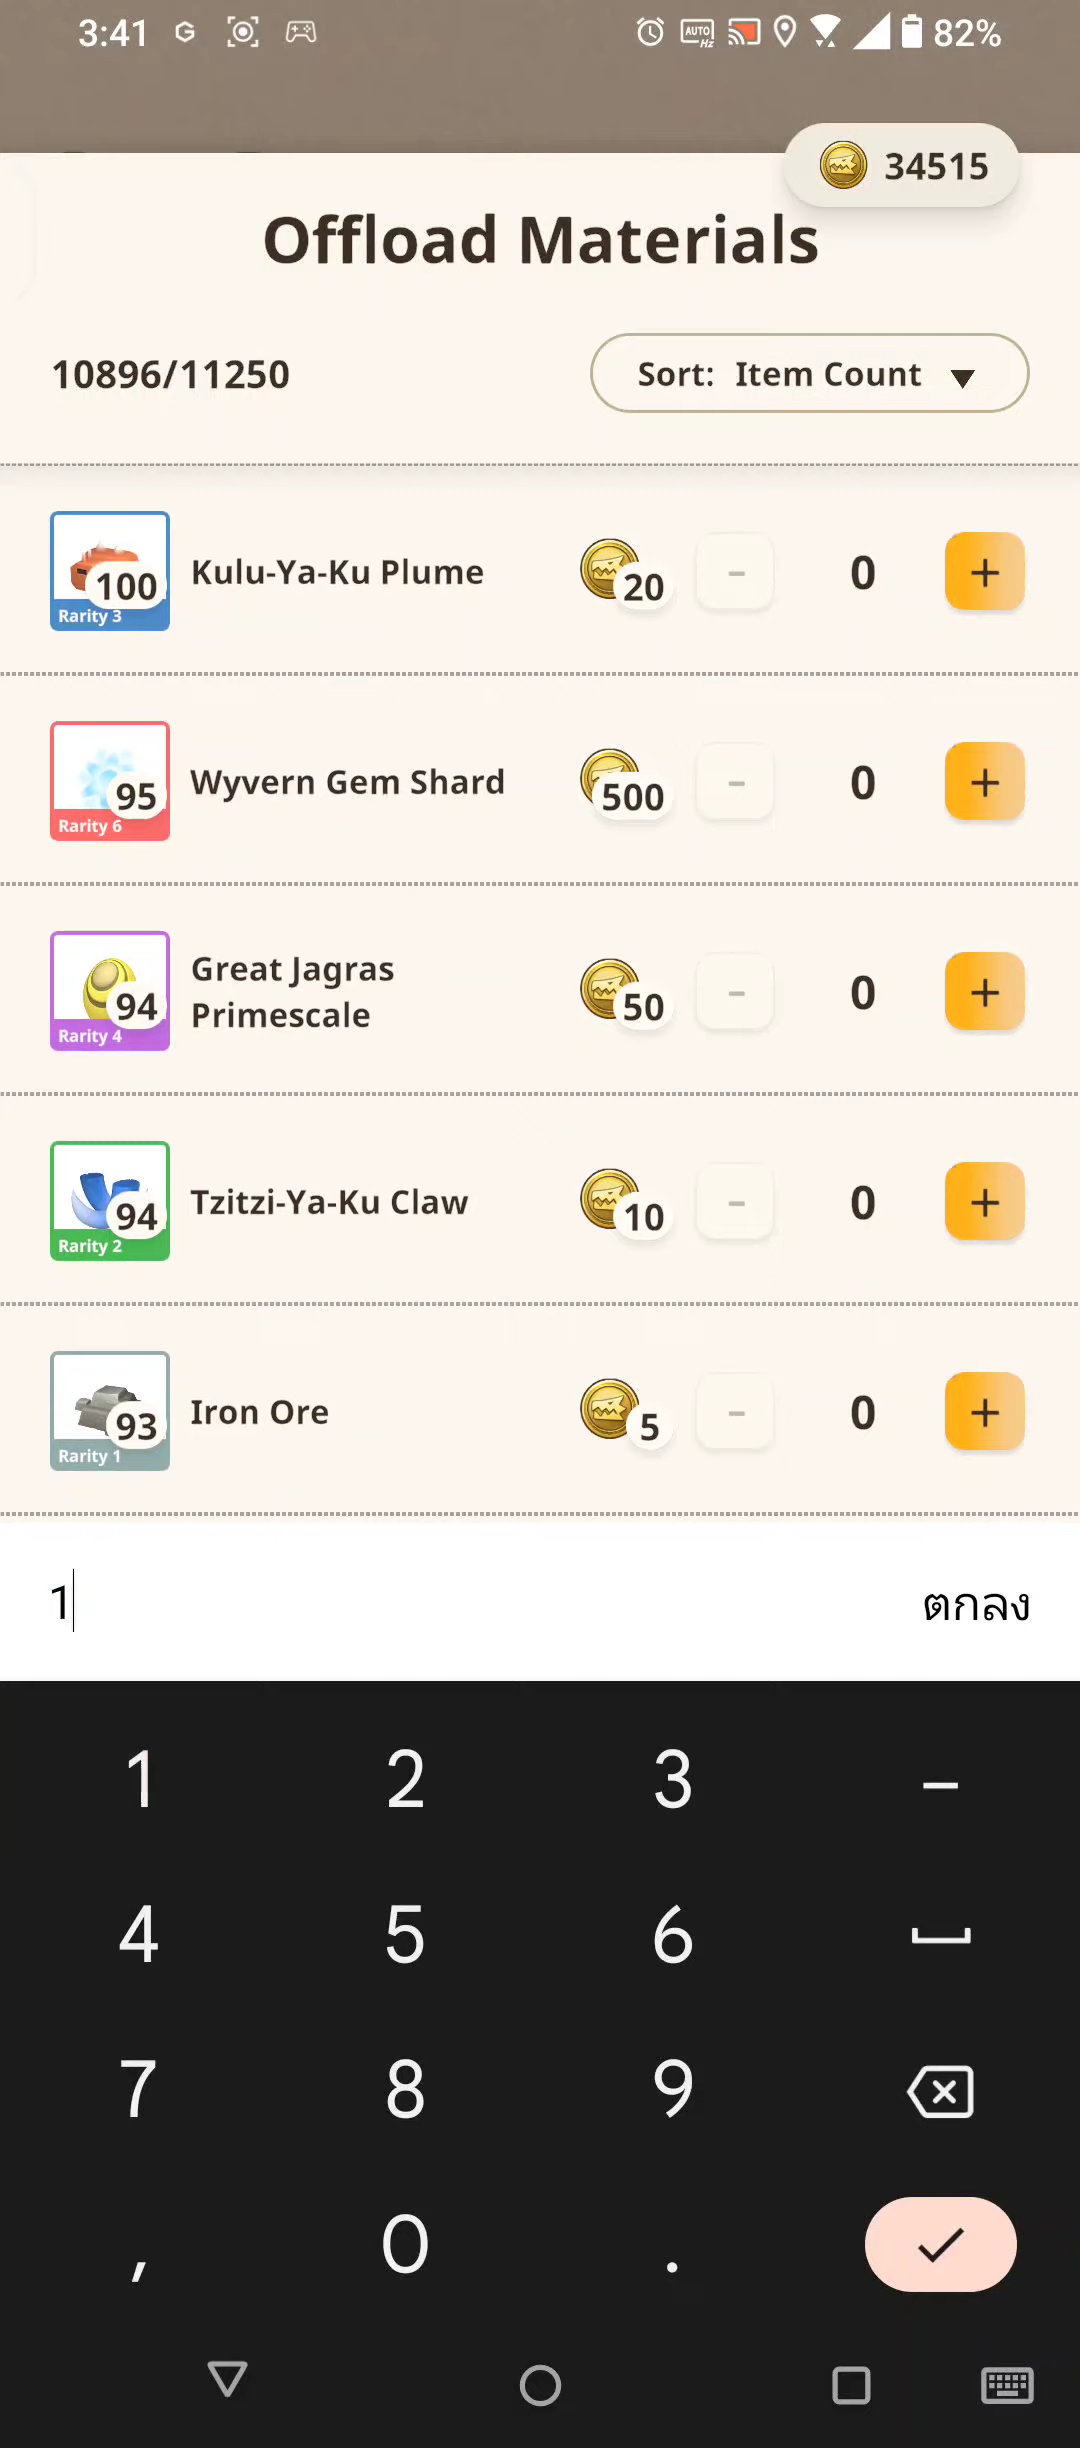 3:41
AUTO Hz
82%
34515
Offload Materials
10896/11250
Sort: Item Count
100
Rarity 3
Kulu-Ya-Ku Plume
20
-
0
+
95
Rarity 6
Wyvern Gem Shard
500
-
0
+
94
Rarity 4
Great Jagras
Primescale
50
-
0
+
94
Rarity 2
Tzitzi-Ya-Ku Claw
10
-
0
+
93
Rarity 1
Iron Ore
5
-
0
+
1
ตกลง
1 2 3 –
4 5 6
7 8 9
, 0 .